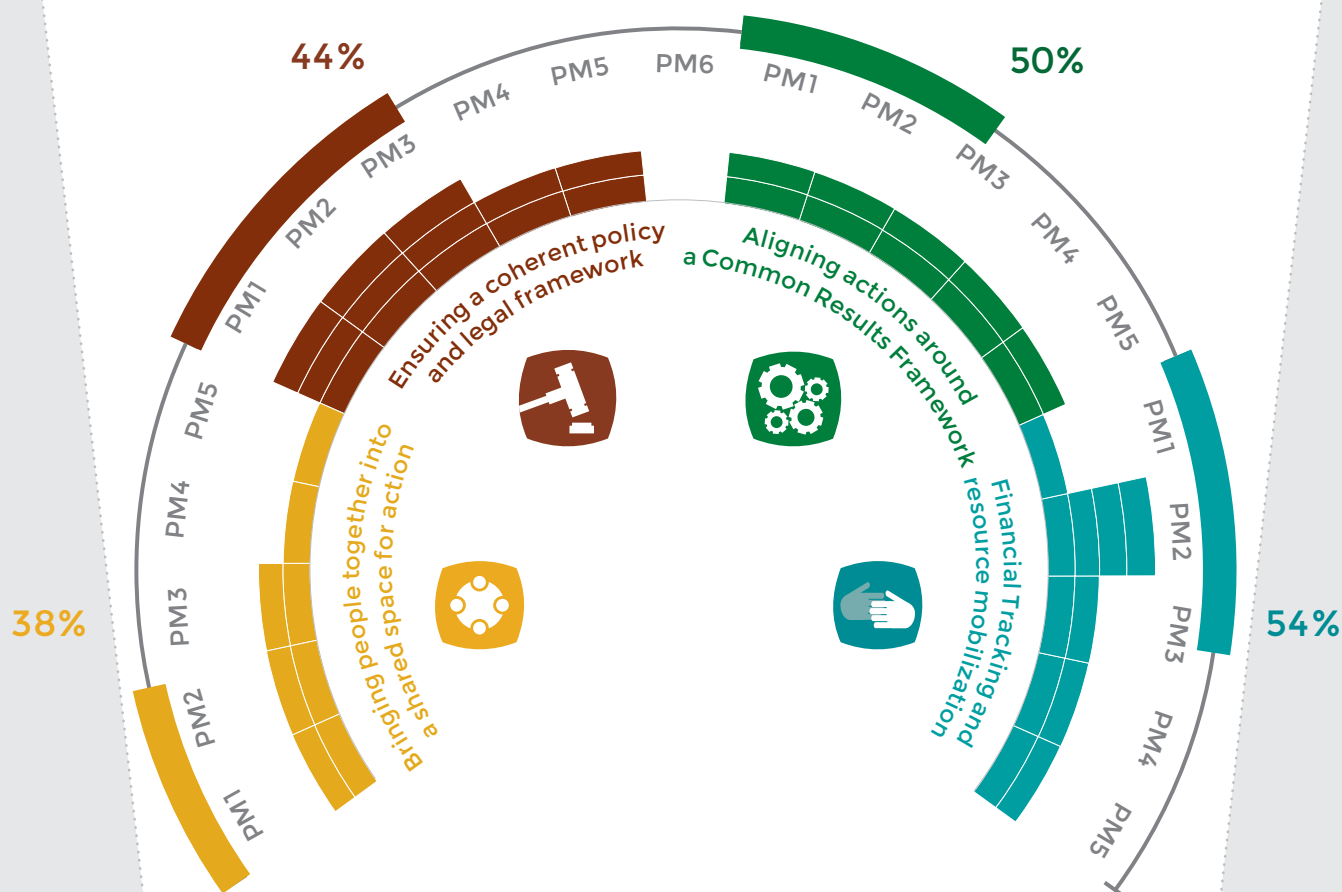 38%
PM1
PM2
PM3
PM4
PM5
Bringing people together into
a shared space for action
44%
PM1
PM2
PM3
PM4
PM5
PM6
Ensuring a coherent policy
and legal framework
50%
PM1
PM2
PM3
PM4
PM5
Aligning actions around
a Common Results Framework
54%
PM1
PM2
PM3
PM4
PM5
Financial Tracking and
resource mobilization